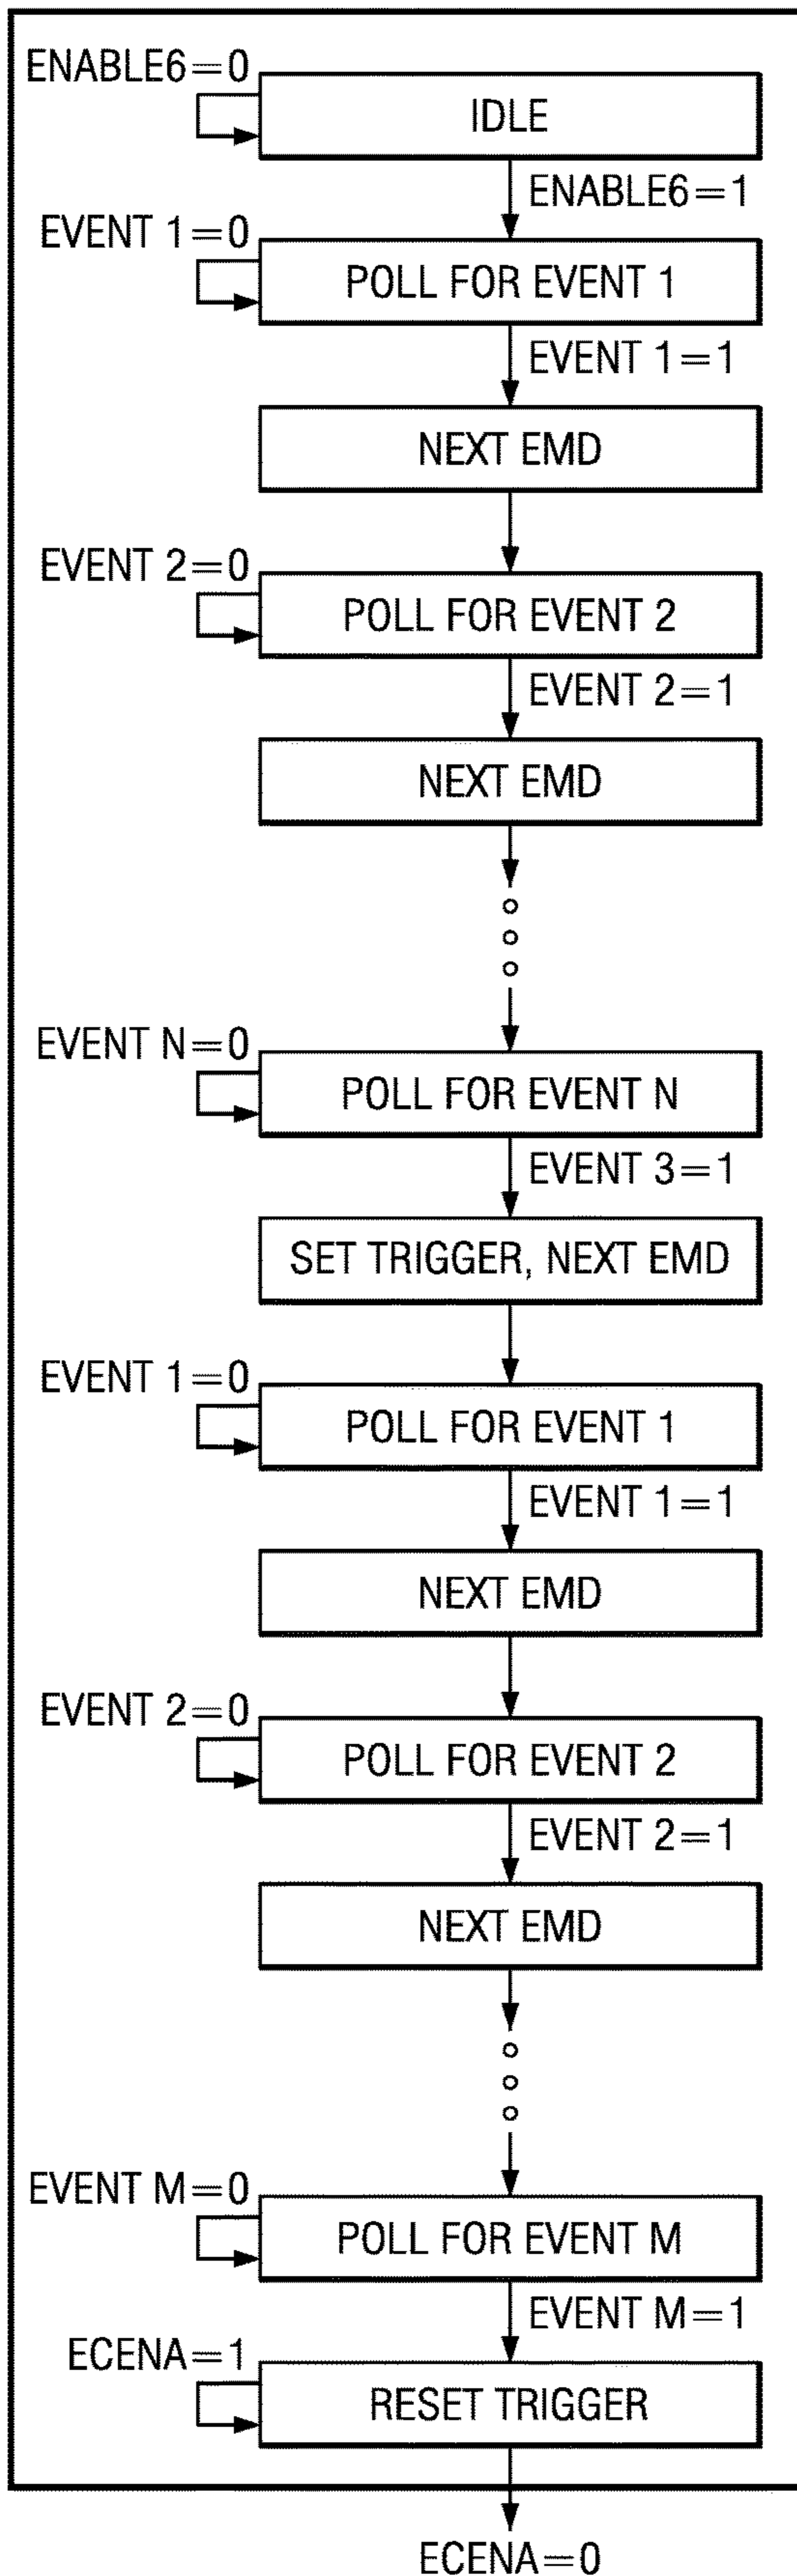 ENABLE6=0
IDLE
ENABLE6=1
EVENT 1=0
POLL FOR EVENT 1
EVENT 1=1
NEXT EMD
EVENT 2=0
POLL FOR EVENT 2
EVENT 2=1
NEXT EMD
EVENT N=0
POLL FOR EVENT N
EVENT 3=1
SET TRIGGER, NEXT EMD
EVENT 1=0
POLL FOR EVENT 1
EVENT 1=1
NEXT EMD
EVENT 2=0
POLL FOR EVENT 2
EVENT 2=1
NEXT EMD
EVENT M=0
POLL FOR EVENT M
EVENT M=1
ECENA=1
RESET TRIGGER
ECENA=0